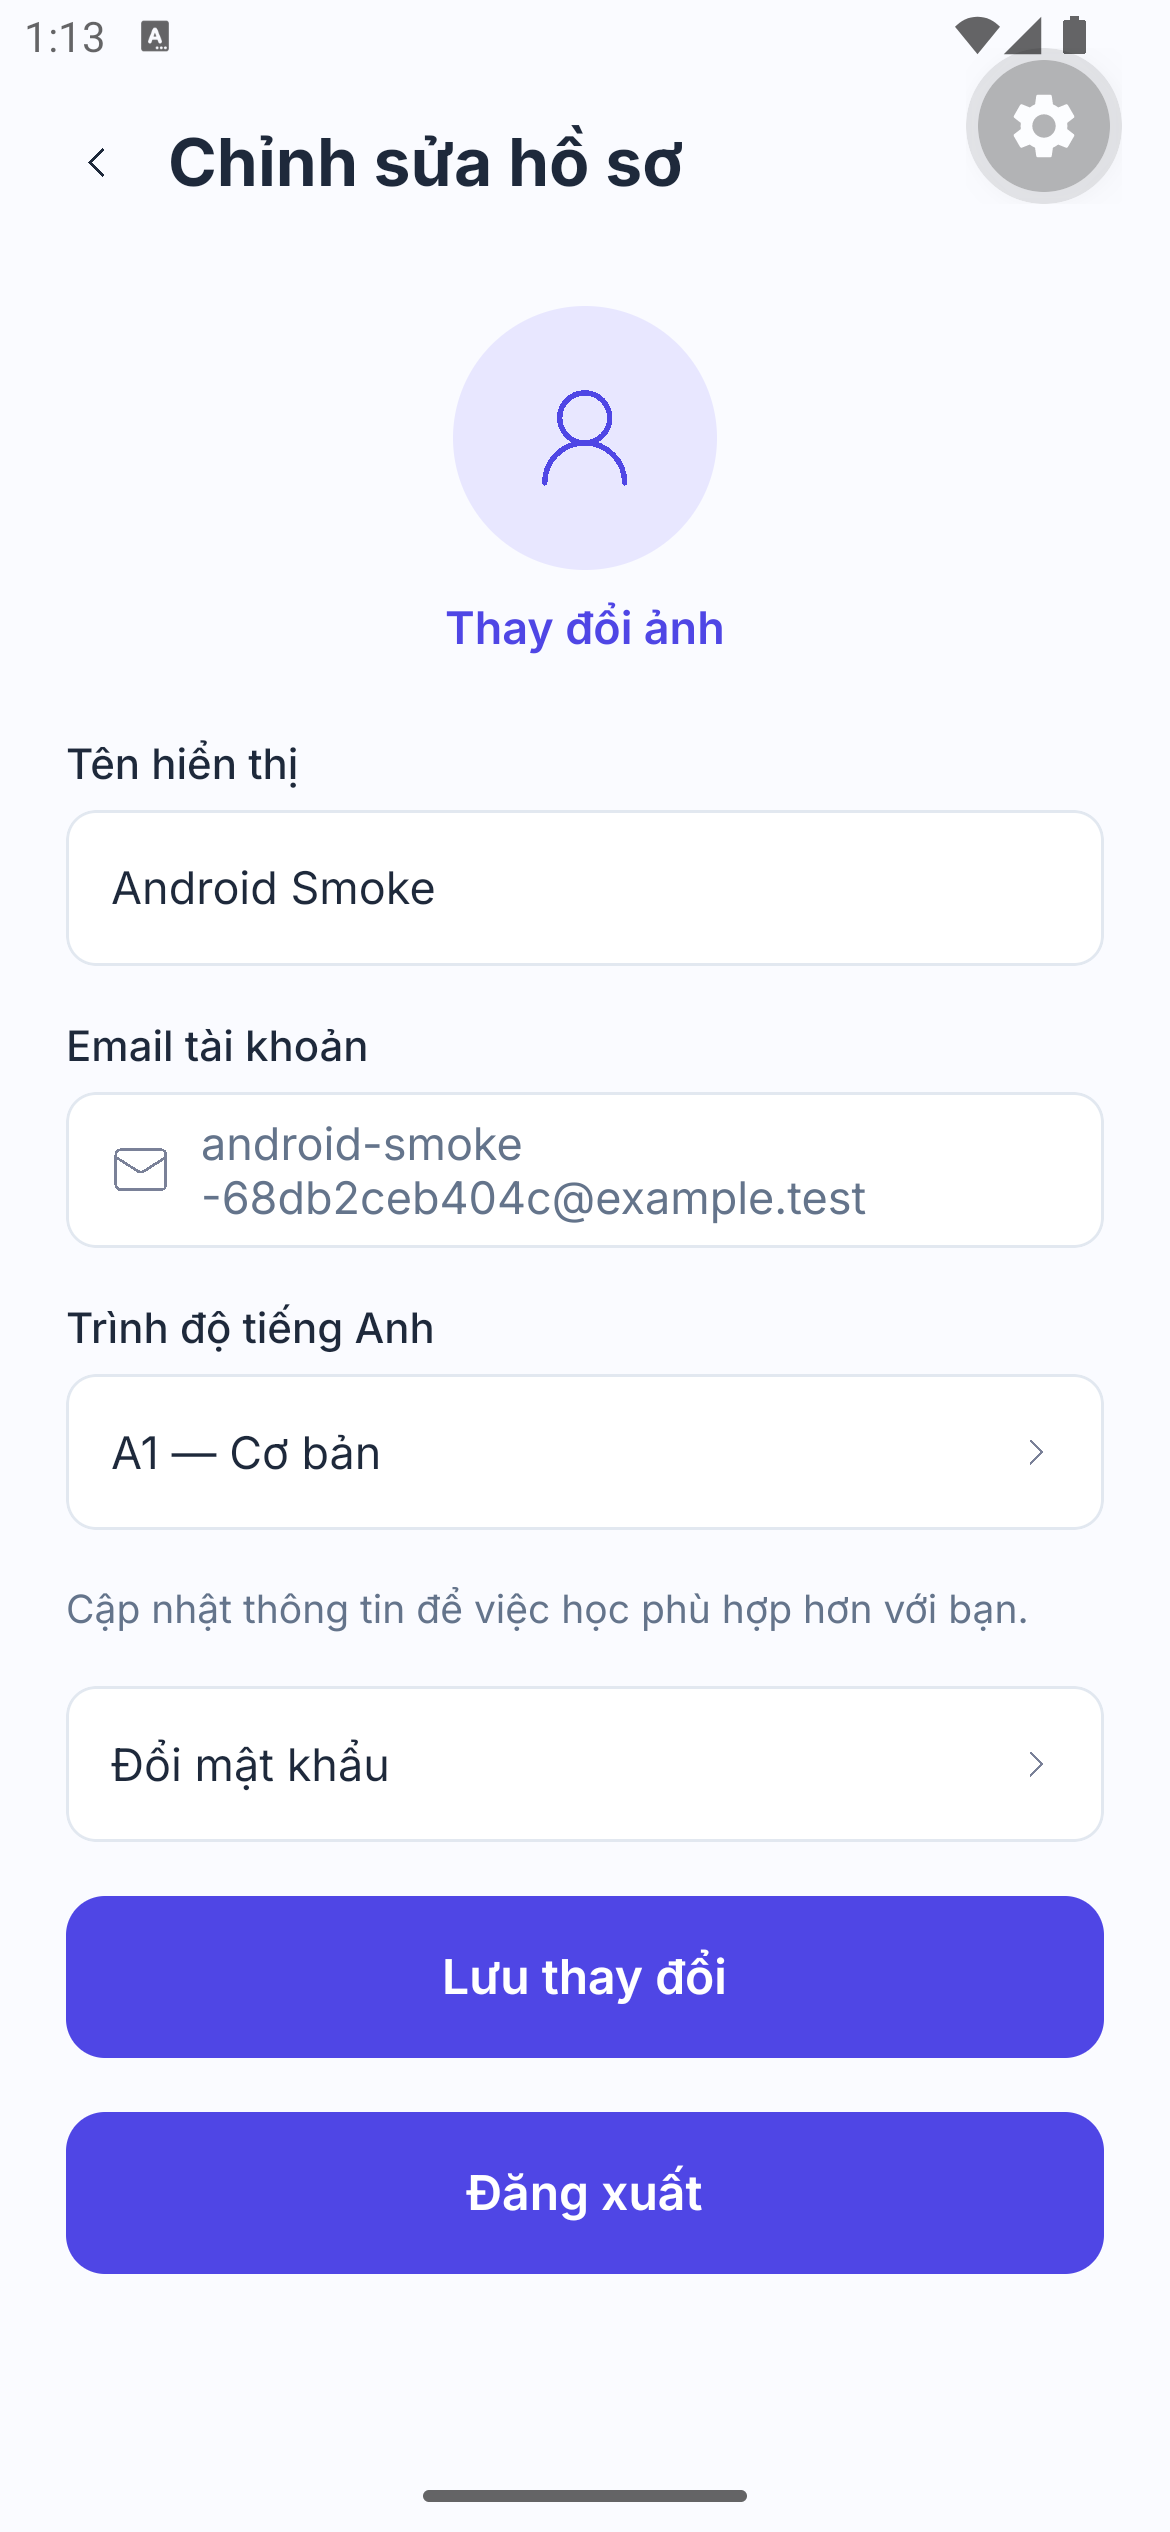 1:13
A
Chỉnh sửa hồ sơ
Thay đổi ảnh
Tên hiển thị
Android Smoke
Email tài khoản
android-smoke
-68db2ceb404c@example.test
Trình độ tiếng Anh
A1 — Cơ bản
Cập nhật thông tin để việc học phù hợp hơn với bạn.
Đổi mật khẩu
Lưu thay đổi
Đăng xuất